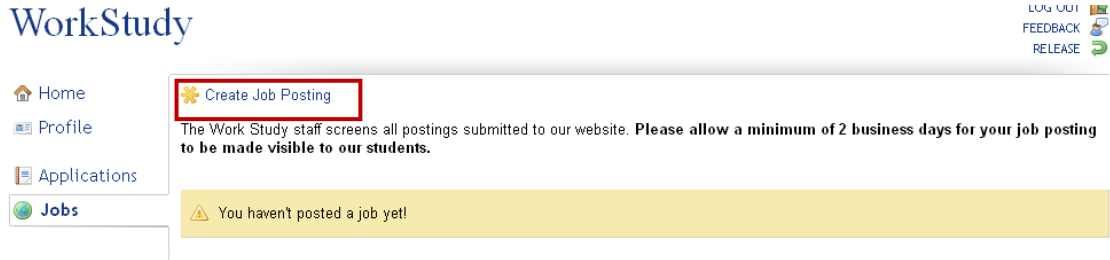 WorkStudy
LOG OUT
FEEDBACK
RELEASE
Home
Profile
Applications
Jobs
Create Job Posting
The Work Study staff screens all postings submitted to our website. Please allow a minimum of 2 business days for your job posting
to be made visible to our students.
You haven't posted a job yet!